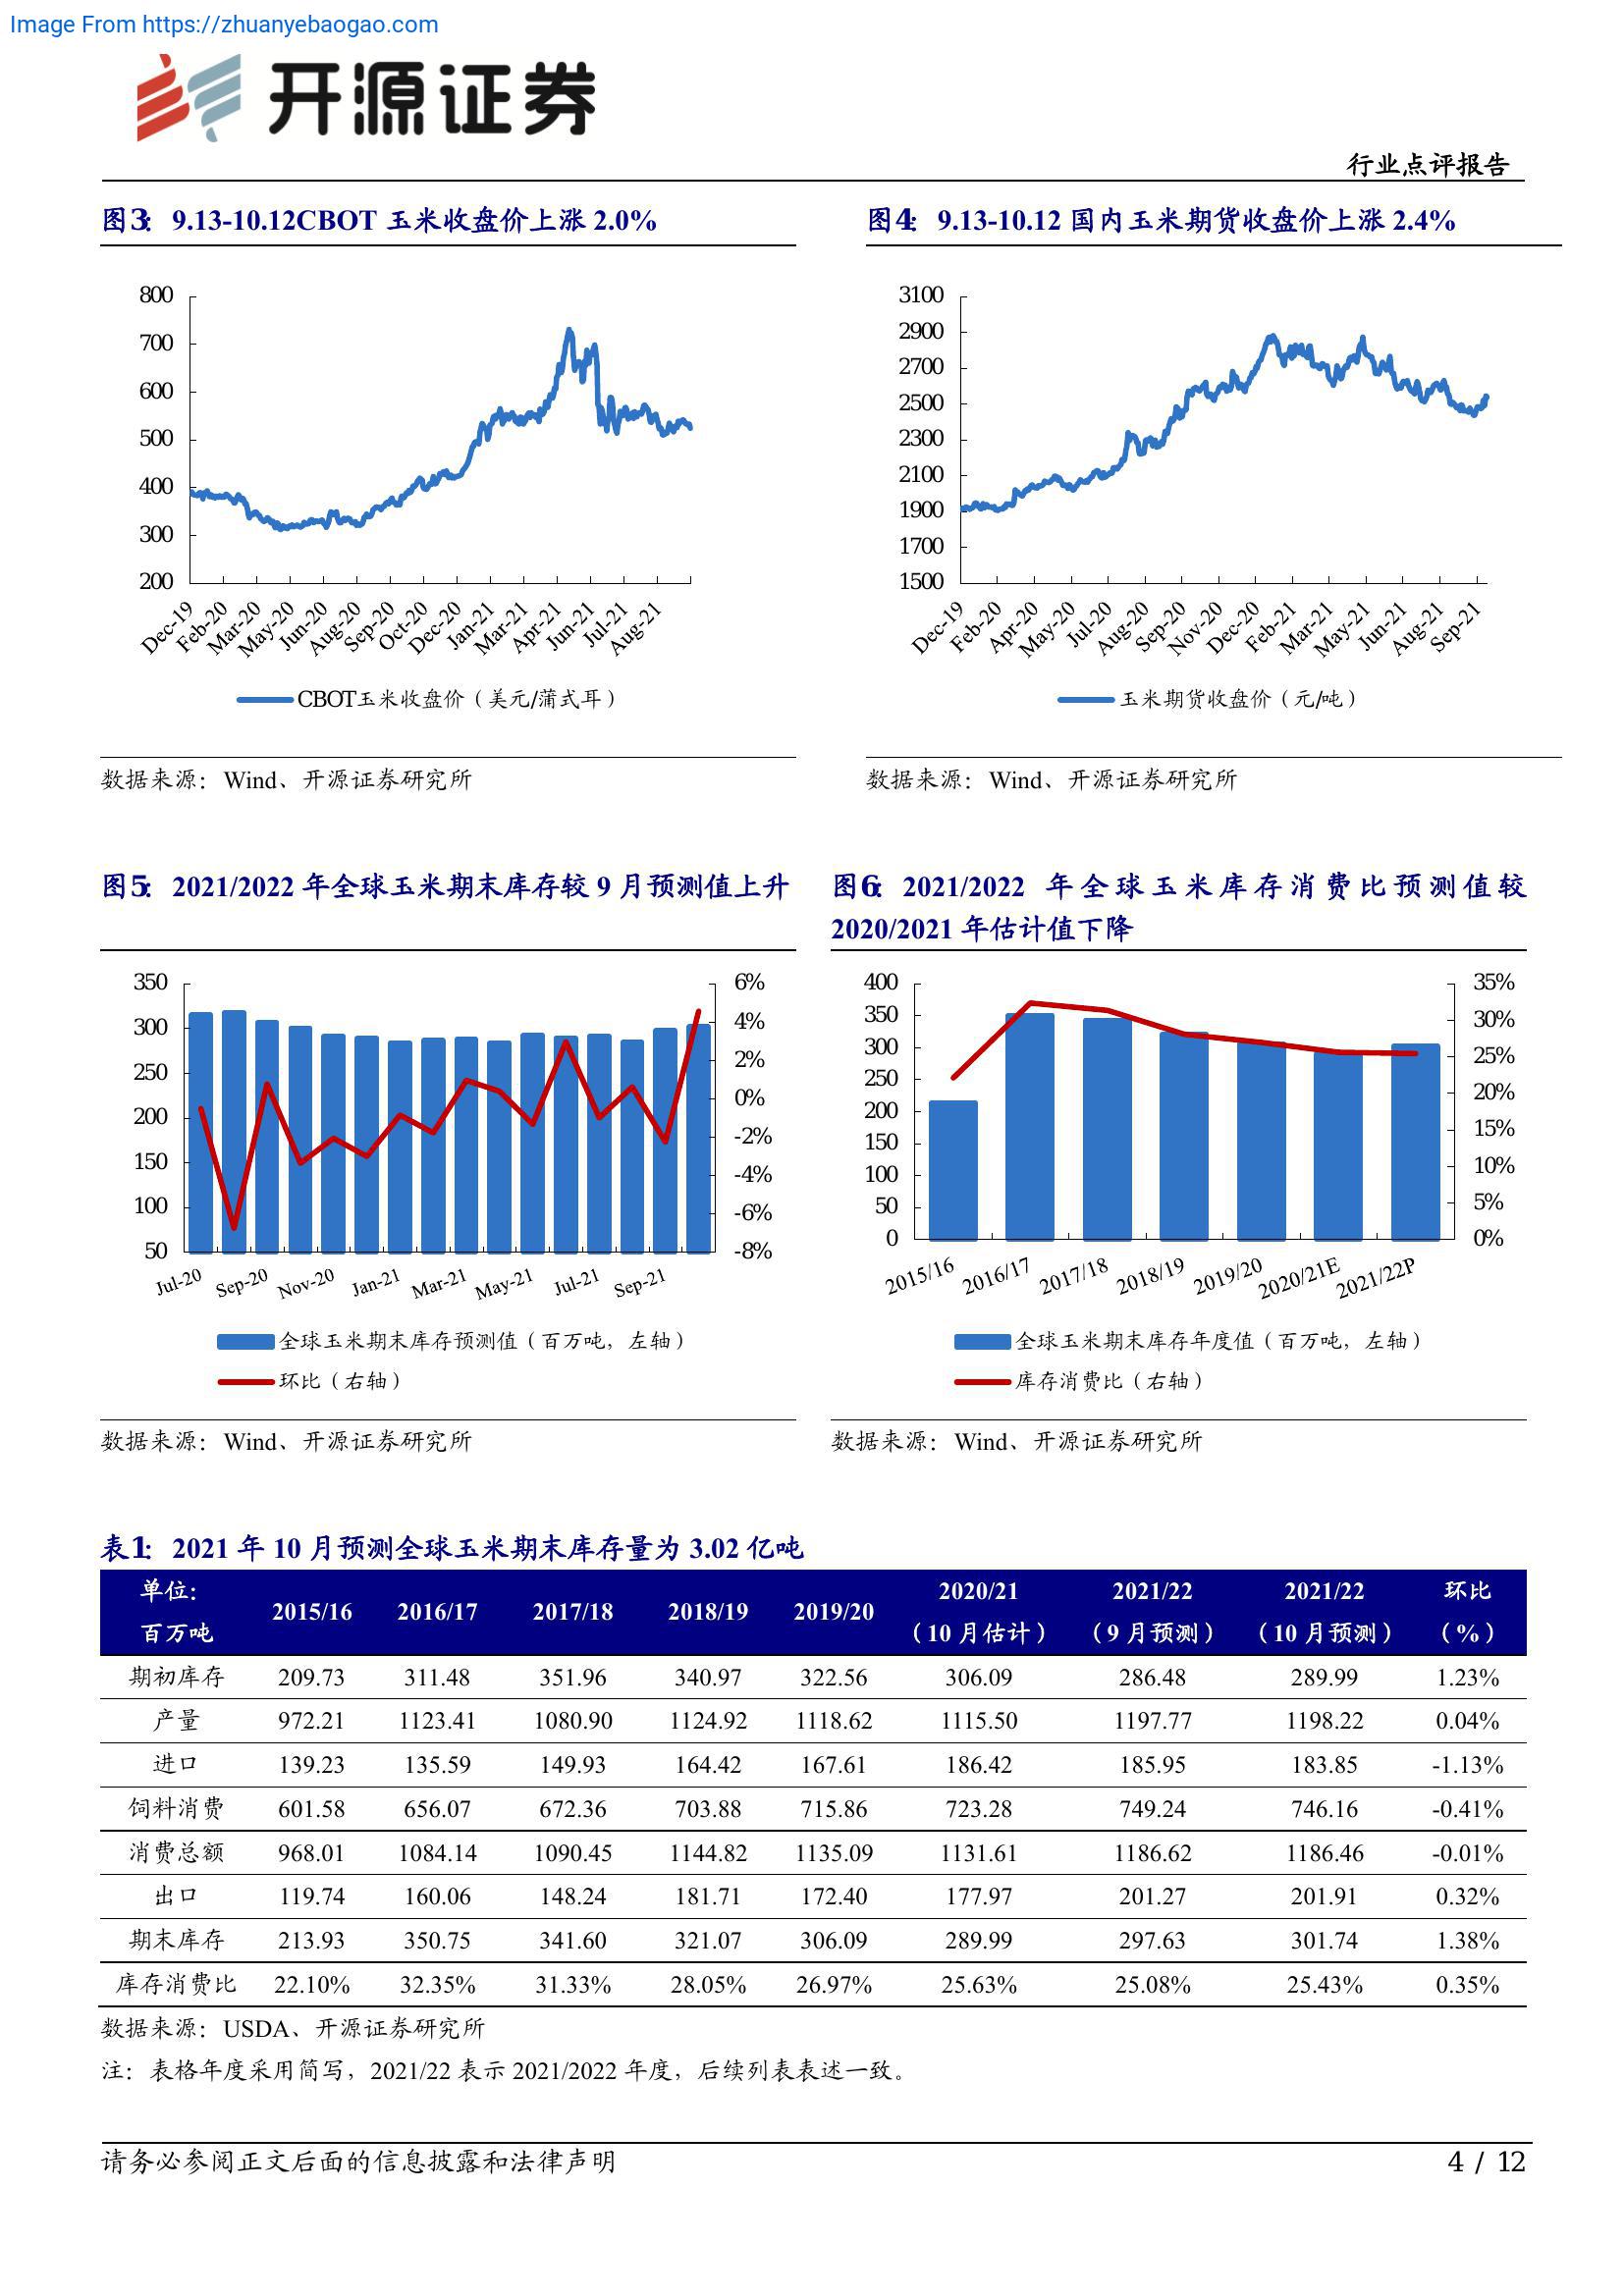 Image From https://zhuanyebaogao.com
开源证券
行业点评报告
图3： 9.13-10.12CBOT 玉米收盘价上涨 2.0%
图4： 9.13-10.12 国内玉米期货收盘价上涨 2.4%
800
700
600
500
400
300
200
Dec-19 Feb-20 Mar-20 May-20 Jun-20 Aug-20 Sep-20 Oct-20 Dec-20 Jan-21 Mar-21 Apr-21 Jun-21 Jul-21 Aug-21
CBOT玉米收盘价（美元/蒲式耳）
3100
2900
2700
2500
2300
2100
1900
1700
1500
Dec-19 Feb-20 Apr-20 May-20 Jul-20 Aug-20 Sep-20 Nov-20 Dec-20 Feb-21 Mar-21 May-21 Jun-21 Aug-21 Sep-21
玉米期货收盘价（元/吨）
数据来源：Wind、开源证券研究所
数据来源：Wind、开源证券研究所
图5： 2021/2022 年全球玉米期末库存较 9 月预测值上升
图6： 2021/2022 年全球玉米库存消费比预测值较
2020/2021 年估计值下降
350 6%
300 4%
250 2%
200 0%
150 -2%
100 -4%
50 -6%
-8%
Jul-20 Sep-20 Nov-20 Jan-21 Mar-21 May-21 Jul-21 Sep-21
全球玉米期末库存预测值（百万吨，左轴）
环比（右轴）
400 35%
350 30%
300 25%
250 20%
200 15%
150 10%
100 5%
50 0%
0
2015/16 2016/17 2017/18 2018/19 2019/20 2020/21E 2021/22P
全球玉米期末库存年度值（百万吨，左轴）
库存消费比（右轴）
数据来源：Wind、开源证券研究所
数据来源：Wind、开源证券研究所
表1： 2021 年 10 月预测全球玉米期末库存量为 3.02 亿吨
单位： 2020/21 2021/22 2021/22 环比
2015/16 2016/17 2017/18 2018/19 2019/20
百万吨 （10 月估计） （9 月预测） （10 月预测） （%）
期初库存 209.73 311.48 351.96 340.97 322.56 306.09 286.48 289.99 1.23%
产量 972.21 1123.41 1080.90 1124.92 1118.62 1115.50 1197.77 1198.22 0.04%
进口 139.23 135.59 149.93 164.42 167.61 186.42 185.95 183.85 -1.13%
饲料消费 601.58 656.07 672.36 703.88 715.86 723.28 749.24 746.16 -0.41%
消费总额 968.01 1084.14 1090.45 1144.82 1135.09 1131.61 1186.62 1186.46 -0.01%
出口 119.74 160.06 148.24 181.71 172.40 177.97 201.27 201.91 0.32%
期末库存 213.93 350.75 341.60 321.07 306.09 289.99 297.63 301.74 1.38%
库存消费比 22.10% 32.35% 31.33% 28.05% 26.97% 25.63% 25.08% 25.43% 0.35%
数据来源：USDA、开源证券研究所
注：表格年度采用简写，2021/22 表示 2021/2022 年度，后续列表表述一致。
请务必参阅正文后面的信息披露和法律声明
4 / 12